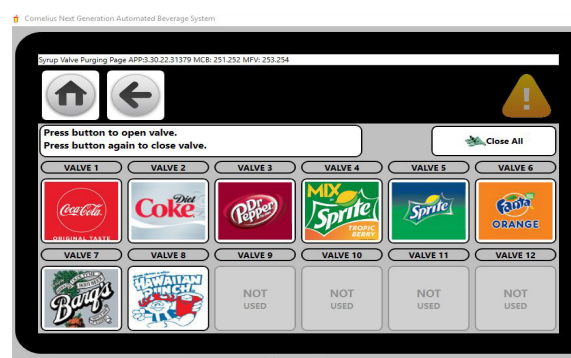 Cornelius Next Generation Automated Beverage System
Syrup Valve Purging Page APP:3.30.22.31379 MCB: 251.252 MFV: 253.254
Press button to open valve.
Press button again to close valve.
Close All
VALVE 1 VALVE 2 VALVE 3 VALVE 4 VALVE 5 VALVE 6
Coca-Cola
ORIGINAL TASTE
Diet
Coke
Dr Pepper
MIX BY
Sprite
TROPIC
BERRY
Sprite
Fanta
ORANGE
VALVE 7 VALVE 8 VALVE 9 VALVE 10 VALVE 11 VALVE 12
Barq's
HAWAIIAN
PUNCH
NOT
USED
NOT
USED
NOT
USED
NOT
USED